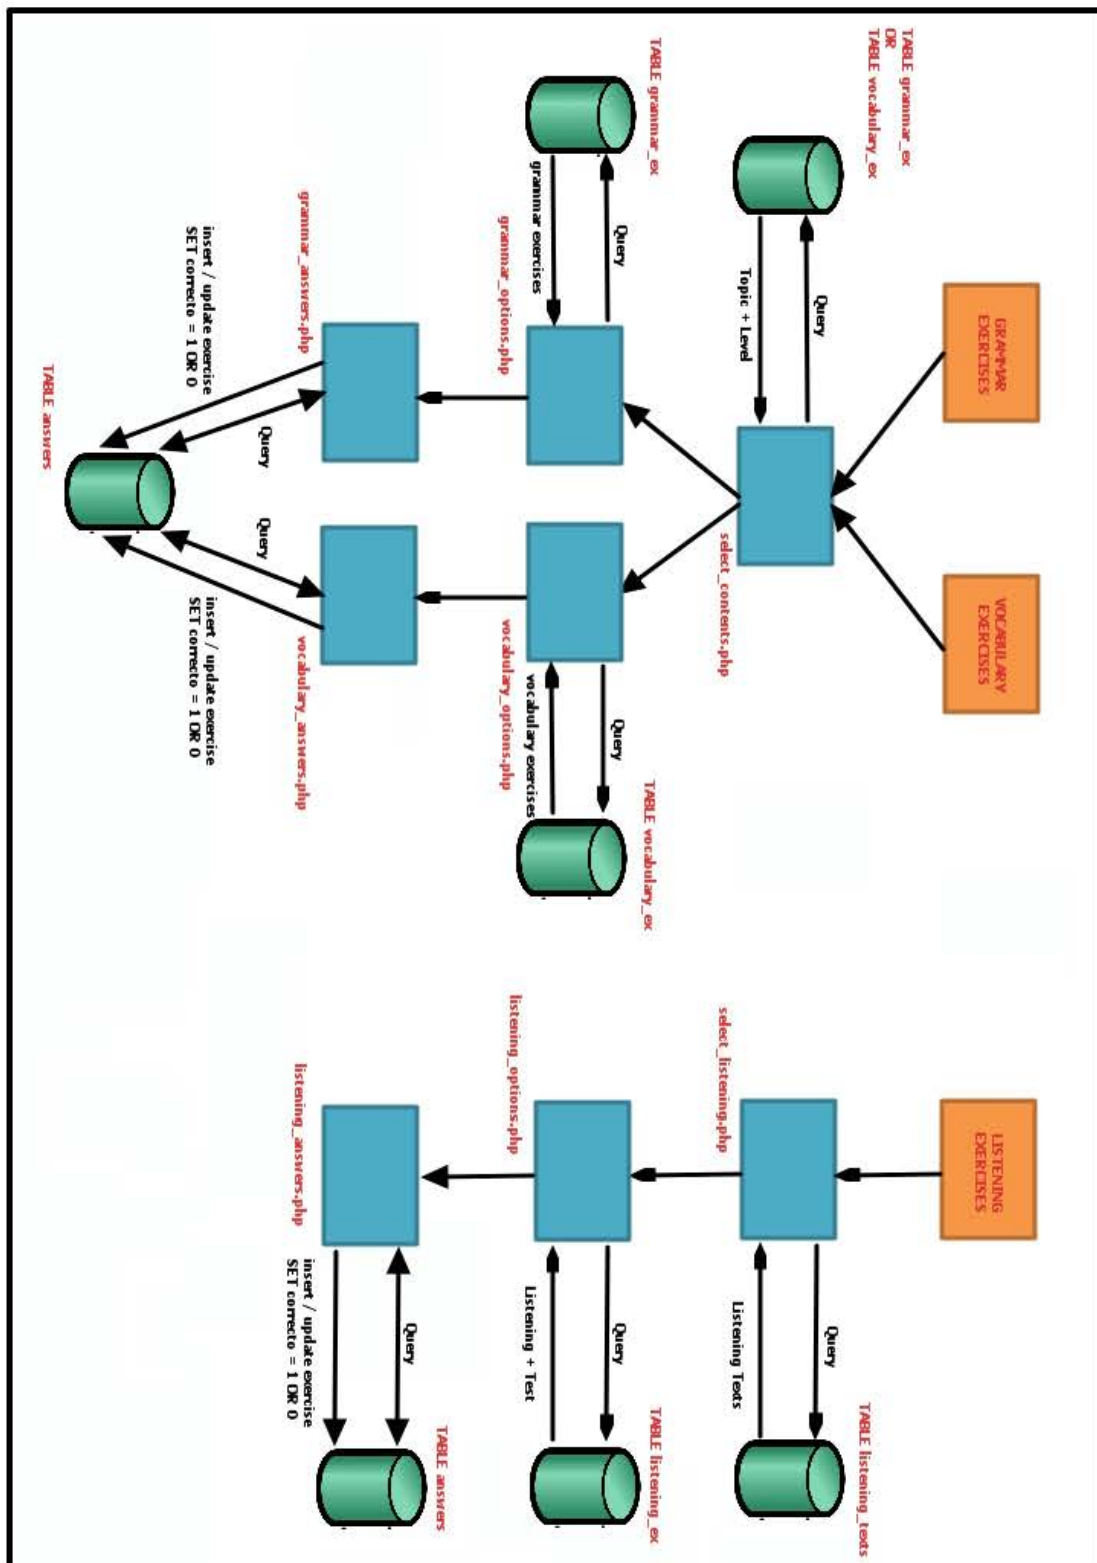 GRAMMAR
EXERCISES
VOCABULARY
EXERCISES
LISTENING
EXERCISES
TABLE grammar_ex
OR
TABLE vocabulary_ex
Query
Topic + Level
select_contents.php
Query
Listening Texts
select_listening.php
TABLE listening_texts
TABLE grammar_ex
Query
grammar exercises
grammar_options.php
Query
vocabulary exercises
vocabulary_options.php
TABLE vocabulary_ex
Query
Listening + Test
listening_options.php
TABLE listening_ex
grammar_answers.php
insert / update exercise
SET correcto = 1 OR 0
Query
Query
insert / update exercise
SET correcto = 1 OR 0
vocabulary_answers.php
TABLE answers
listening_answers.php
Query
insert / update exercise
SET correcto = 1 OR 0
TABLE answers